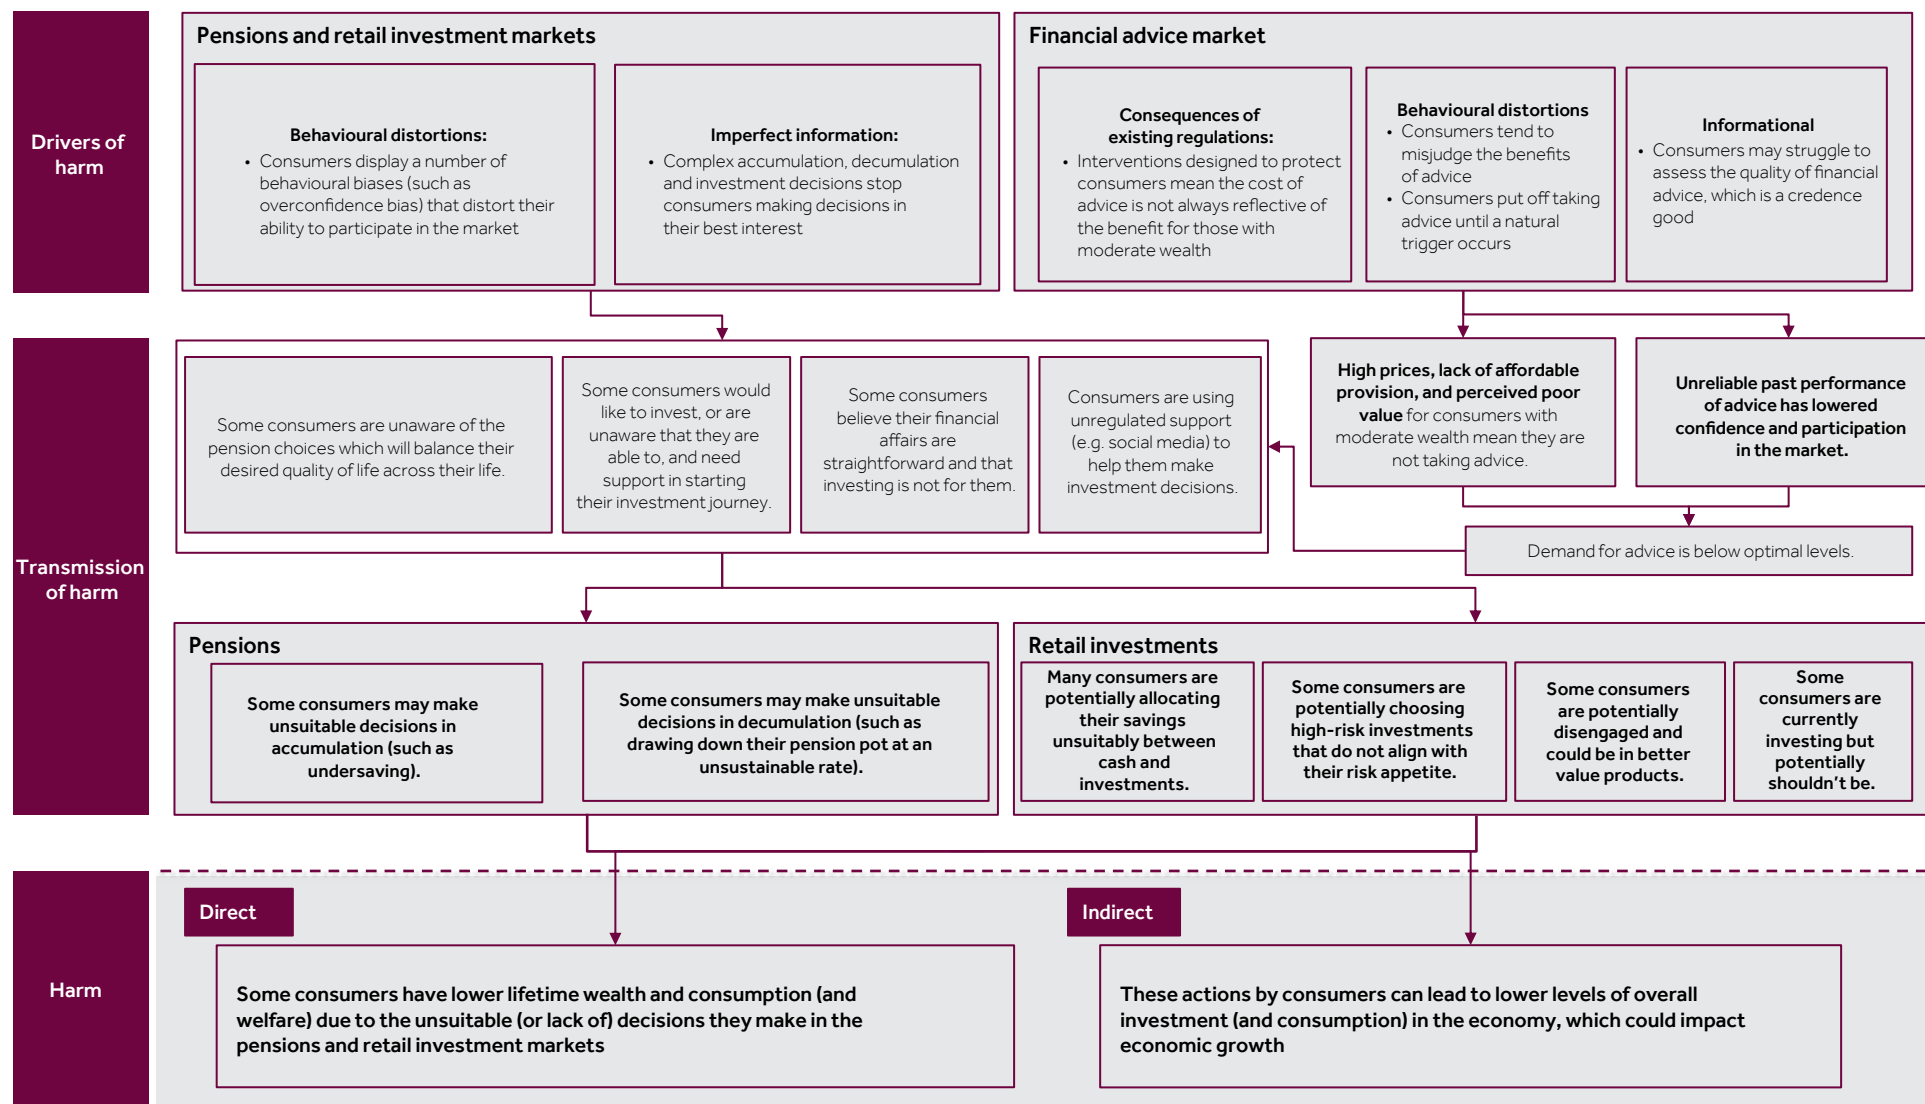 Drivers of
harm
Pensions and retail investment markets
Behavioural distortions:
• Consumers display a number of
behavioural biases (such as
overconfidence bias) that distort their
ability to participate in the market
Imperfect information:
• Complex accumulation, decumulation
and investment decisions stop
consumers making decisions in
their best interest
Financial advice market
Consequences of
existing regulations:
• Interventions designed to protect
consumers mean the cost of
advice is not always reflective of
the benefit for those with
moderate wealth
Behavioural distortions
• Consumers tend to
misjudge the benefits
of advice
• Consumers put off taking
advice until a natural
trigger occurs
Informational
• Consumers may struggle to
assess the quality of financial
advice, which is a credence
good
Transmission
of harm
Some consumers are unaware of the
pension choices which will balance their
desired quality of life across their life.
Some consumers would
like to invest, or are
unaware that they are
able to, and need
support in starting
their investment journey.
Some consumers
believe their financial
affairs are
straightforward and that
investing is not for them.
Consumers are using
unregulated support
(e.g. social media) to
help them make
investment decisions.
High prices, lack of affordable
provision, and perceived poor
value for consumers with
moderate wealth mean they are
not taking advice.
Unreliable past performance
of advice has lowered
confidence and participation
in the market.
Demand for advice is below optimal levels.
Pensions
Some consumers may make
unsuitable decisions in
accumulation (such as
undersaving).
Some consumers may make unsuitable
decisions in decumulation (such as
drawing down their pension pot at an
unsustainable rate).
Retail investments
Many consumers are
potentially allocating
their savings
unsuitably between
cash and
investments.
Some consumers are
potentially choosing
high-risk investments
that do not align with
their risk appetite.
Some consumers
are potentially
disengaged and
could be in better
value products.
Some
consumers are
currently
investing but
potentially
shouldn't be.
Harm
Direct
Some consumers have lower lifetime wealth and consumption (and
welfare) due to the unsuitable (or lack of) decisions they make in the
pensions and retail investment markets
Indirect
These actions by consumers can lead to lower levels of overall
investment (and consumption) in the economy, which could impact
economic growth